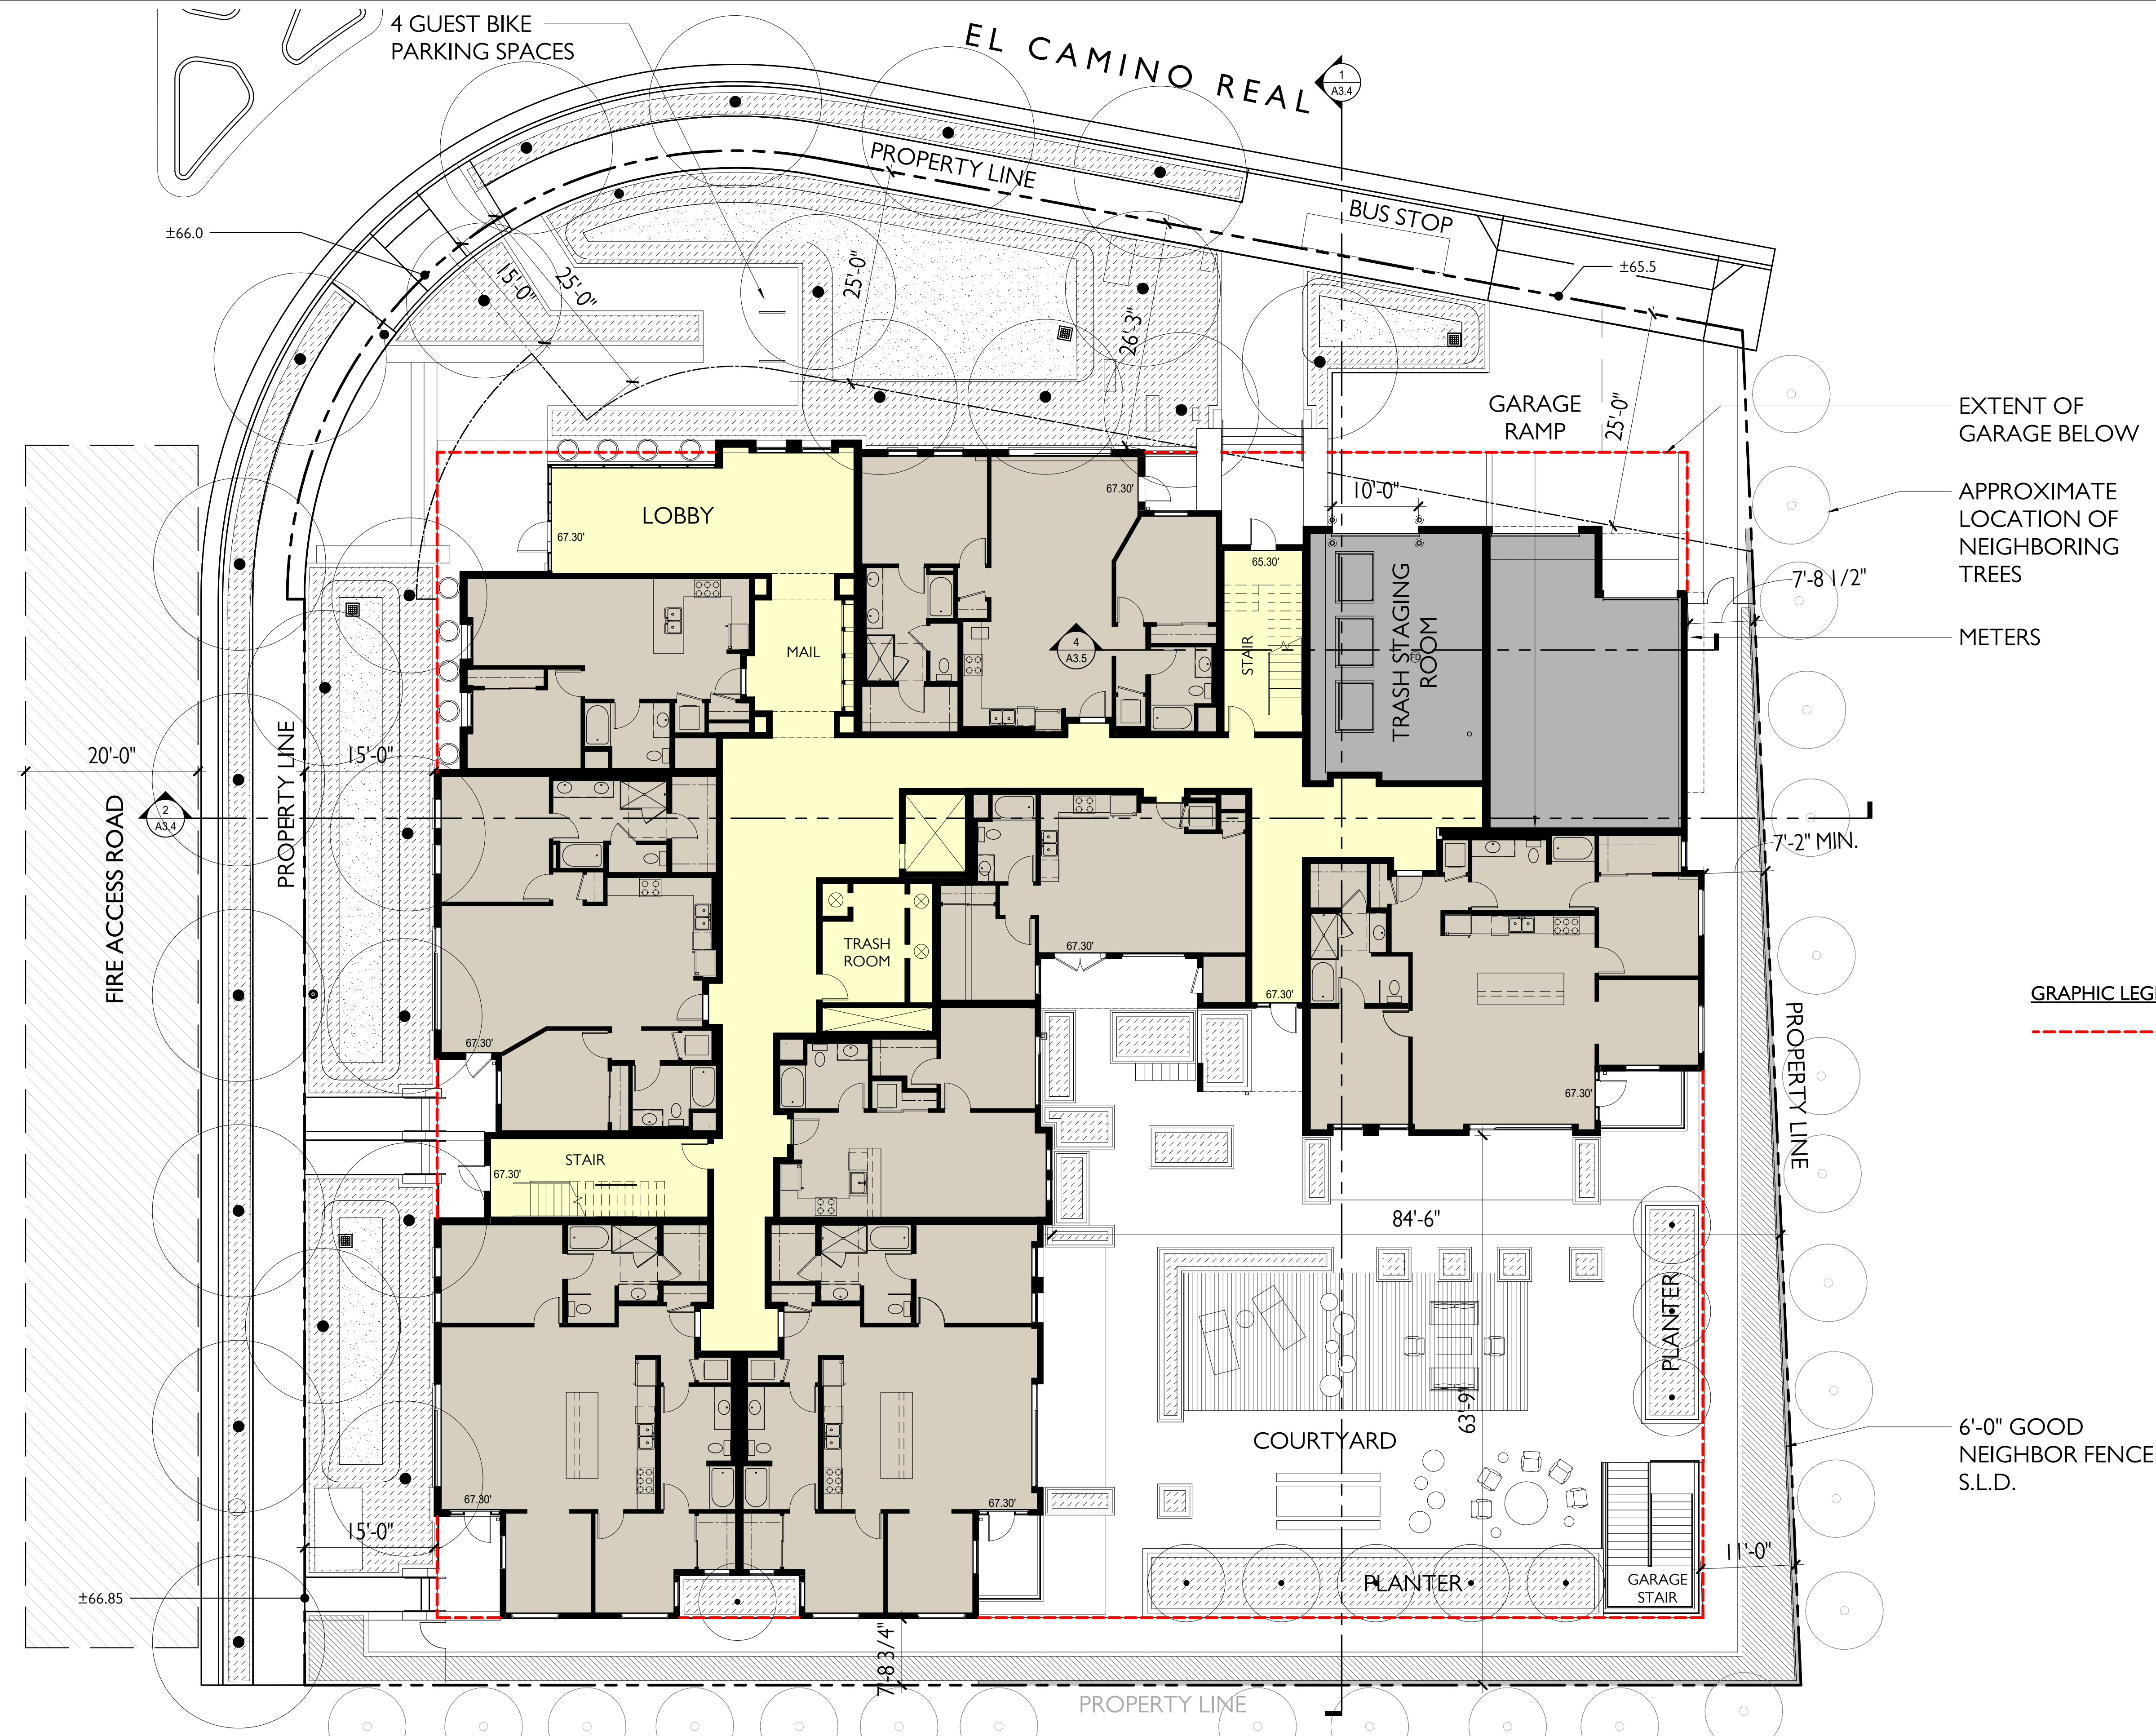 4 GUEST BIKE
PARKING SPACES
EL CAMINO REAL
1
A3.4
PROPERTY LINE
BUS STOP
±66.0
±65.5
15'-0"
25'-0"
25'-0"
26'-3"
25'-0"
GARAGE
RAMP
EXTENT OF
GARAGE BELOW
APPROXIMATE
LOCATION OF
NEIGHBORING
TREES
7'-8 1/2"
METERS
10'-0"
67.30'
LOBBY
67.30'
65.30'
STAIR
TRASH STAGING
ROOM
FD
MAIL
4
A3.5
20'-0"
15'-0"
PROPERTY LINE
FIRE ACCESS ROAD
2
A3.4
7'-2" MIN.
TRASH
ROOM
67.30'
67.30'
67.30'
GRAPHIC LEG
PROPERTY LINE
67.30'
STAIR
67.30'
84'-6"
PLANTER
63'-9"
COURTYARD
6'-0" GOOD
NEIGHBOR FENCE
S.L.D.
67.30'
67.30'
15'-0"
11'-0"
PLANTER
GARAGE
STAIR
±66.85
7'-8 3/4"
PROPERTY LINE